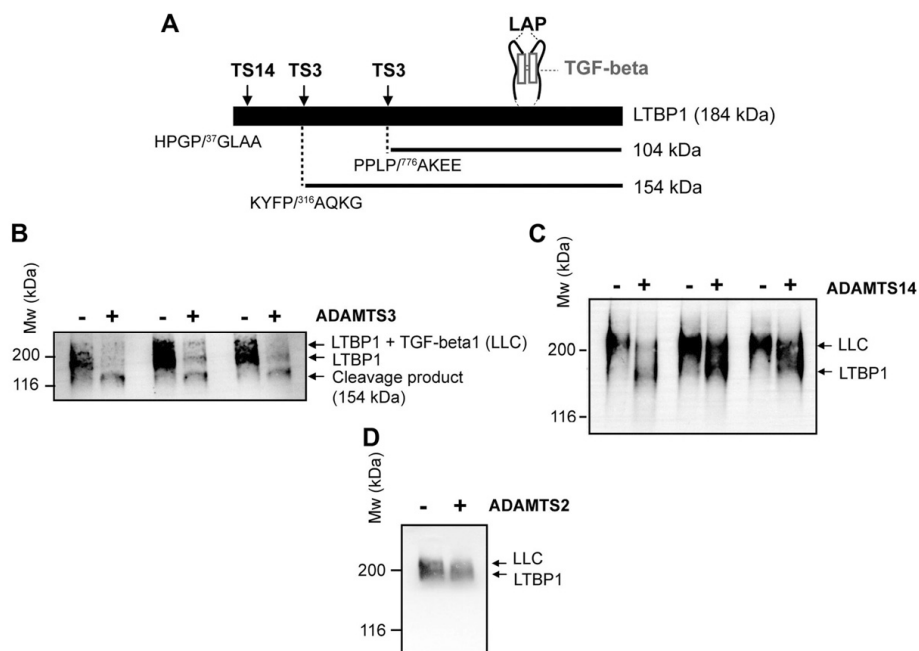 A
LAP
TGF-beta
TS14 TS3 TS3
LTBP1 (184 kDa)
HPGP/³⁷GLAA
PPLP/⁷⁷⁶AKEE
104 kDa
154 kDa
KYFP/³¹⁶AQKG
B
Mw (kDa)
- + - + - + ADAMTS3
LTBP1 + TGF-beta1 (LLC)
200
LTBP1
116
Cleavage product
(154 kDa)
C
Mw (kDa)
- + - + - + ADAMTS14
200
LLC
LTBP1
116
D
Mw (kDa)
- + ADAMTS2
LLC
200
LTBP1
116